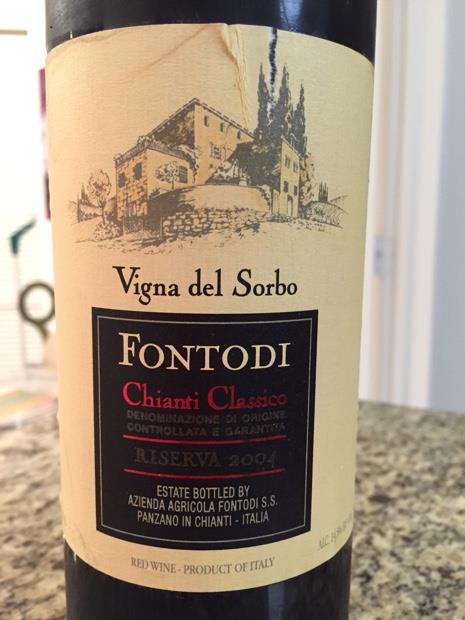 Vigna del Sorbo
FONTODI
Chianti Classico
DENOMINAZIONE DI ORIGINE
CONTROLLATA E GARANTITA
RISERVA 2004
ESTATE BOTTLED BY
AZIENDA AGRICOLA FONTODI S.S.
PANZANO IN CHIANTI - ITALIA
RED WINE - PRODUCT OF ITALY
ALC.